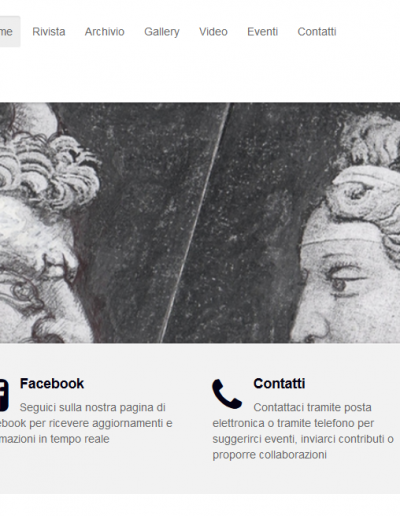 me Rivista Archivio Gallery Video Eventi Contatti
Facebook
Seguici sulla nostra pagina di
ebook per ricevere aggiornamenti e
rmazioni in tempo reale
Contatti
Contattaci tramite posta
elettronica o tramite telefono per
suggerirci eventi, inviarci contributi o
proporre collaborazioni